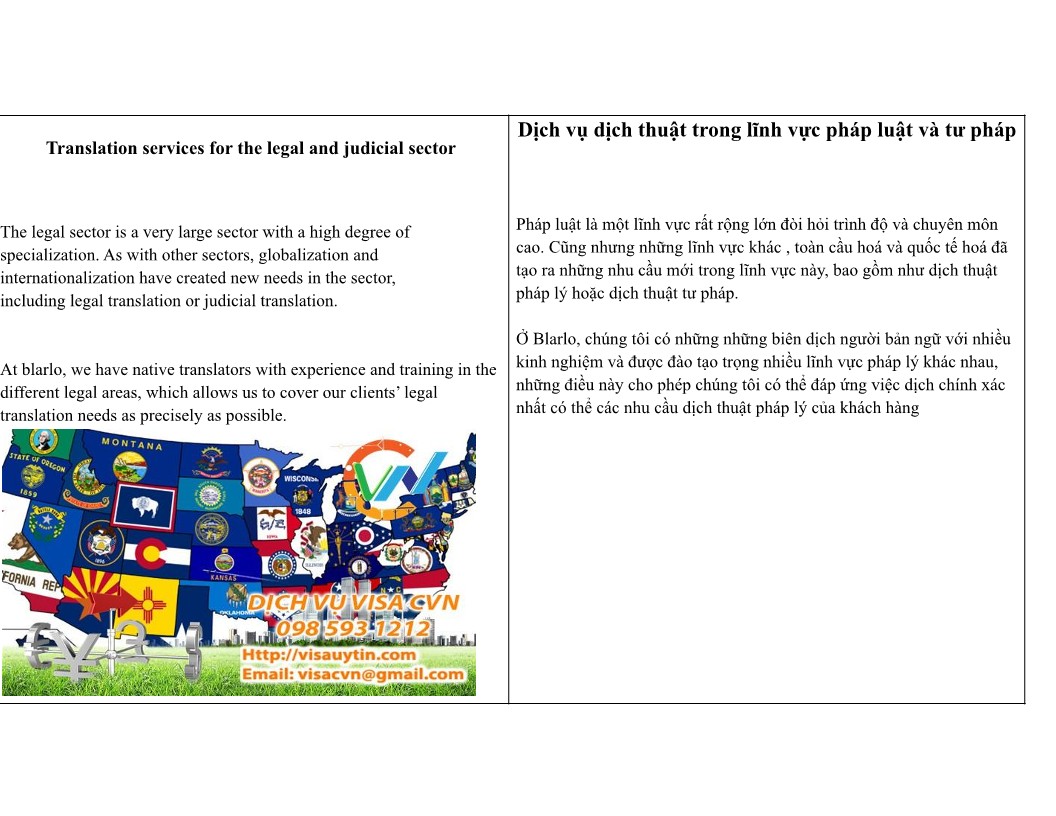 Translation services for the legal and judicial sector
The legal sector is a very large sector with a high degree of
specialization. As with other sectors, globalization and
internationalization have created new needs in the sector,
including legal translation or judicial translation.
At blarlo, we have native translators with experience and training in the
different legal areas, which allows us to cover our clients’ legal
translation needs as precisely as possible.
MONTANA
STATE OF OREGON
1859
WISCONSIN
1848
IOWA
KANSAS
OKLAHOMA
N C
CVN
DỊCH VỤ VISA CVN
098 593 1212
Http://visauytin.com
Email: visacvn@gmail.com
Dịch vụ dịch thuật trong lĩnh vực pháp luật và tư pháp
Pháp luật là một lĩnh vực rất rộng lớn đòi hỏi trình độ và chuyên môn
cao. Cũng nhưng những lĩnh vực khác , toàn cầu hoá và quốc tế hoá đã
tạo ra những nhu cầu mới trong lĩnh vực này, bao gồm như dịch thuật
pháp lý hoặc dịch thuật tư pháp.
Ở Blarlo, chúng tôi có những những biên dịch người bản ngữ với nhiều
kinh nghiệm và được đào tạo trọng nhiều lĩnh vực pháp lý khác nhau,
những điều này cho phép chúng tôi có thể đáp ứng việc dịch chính xác
nhất có thể các nhu cầu dịch thuật pháp lý của khách hàng